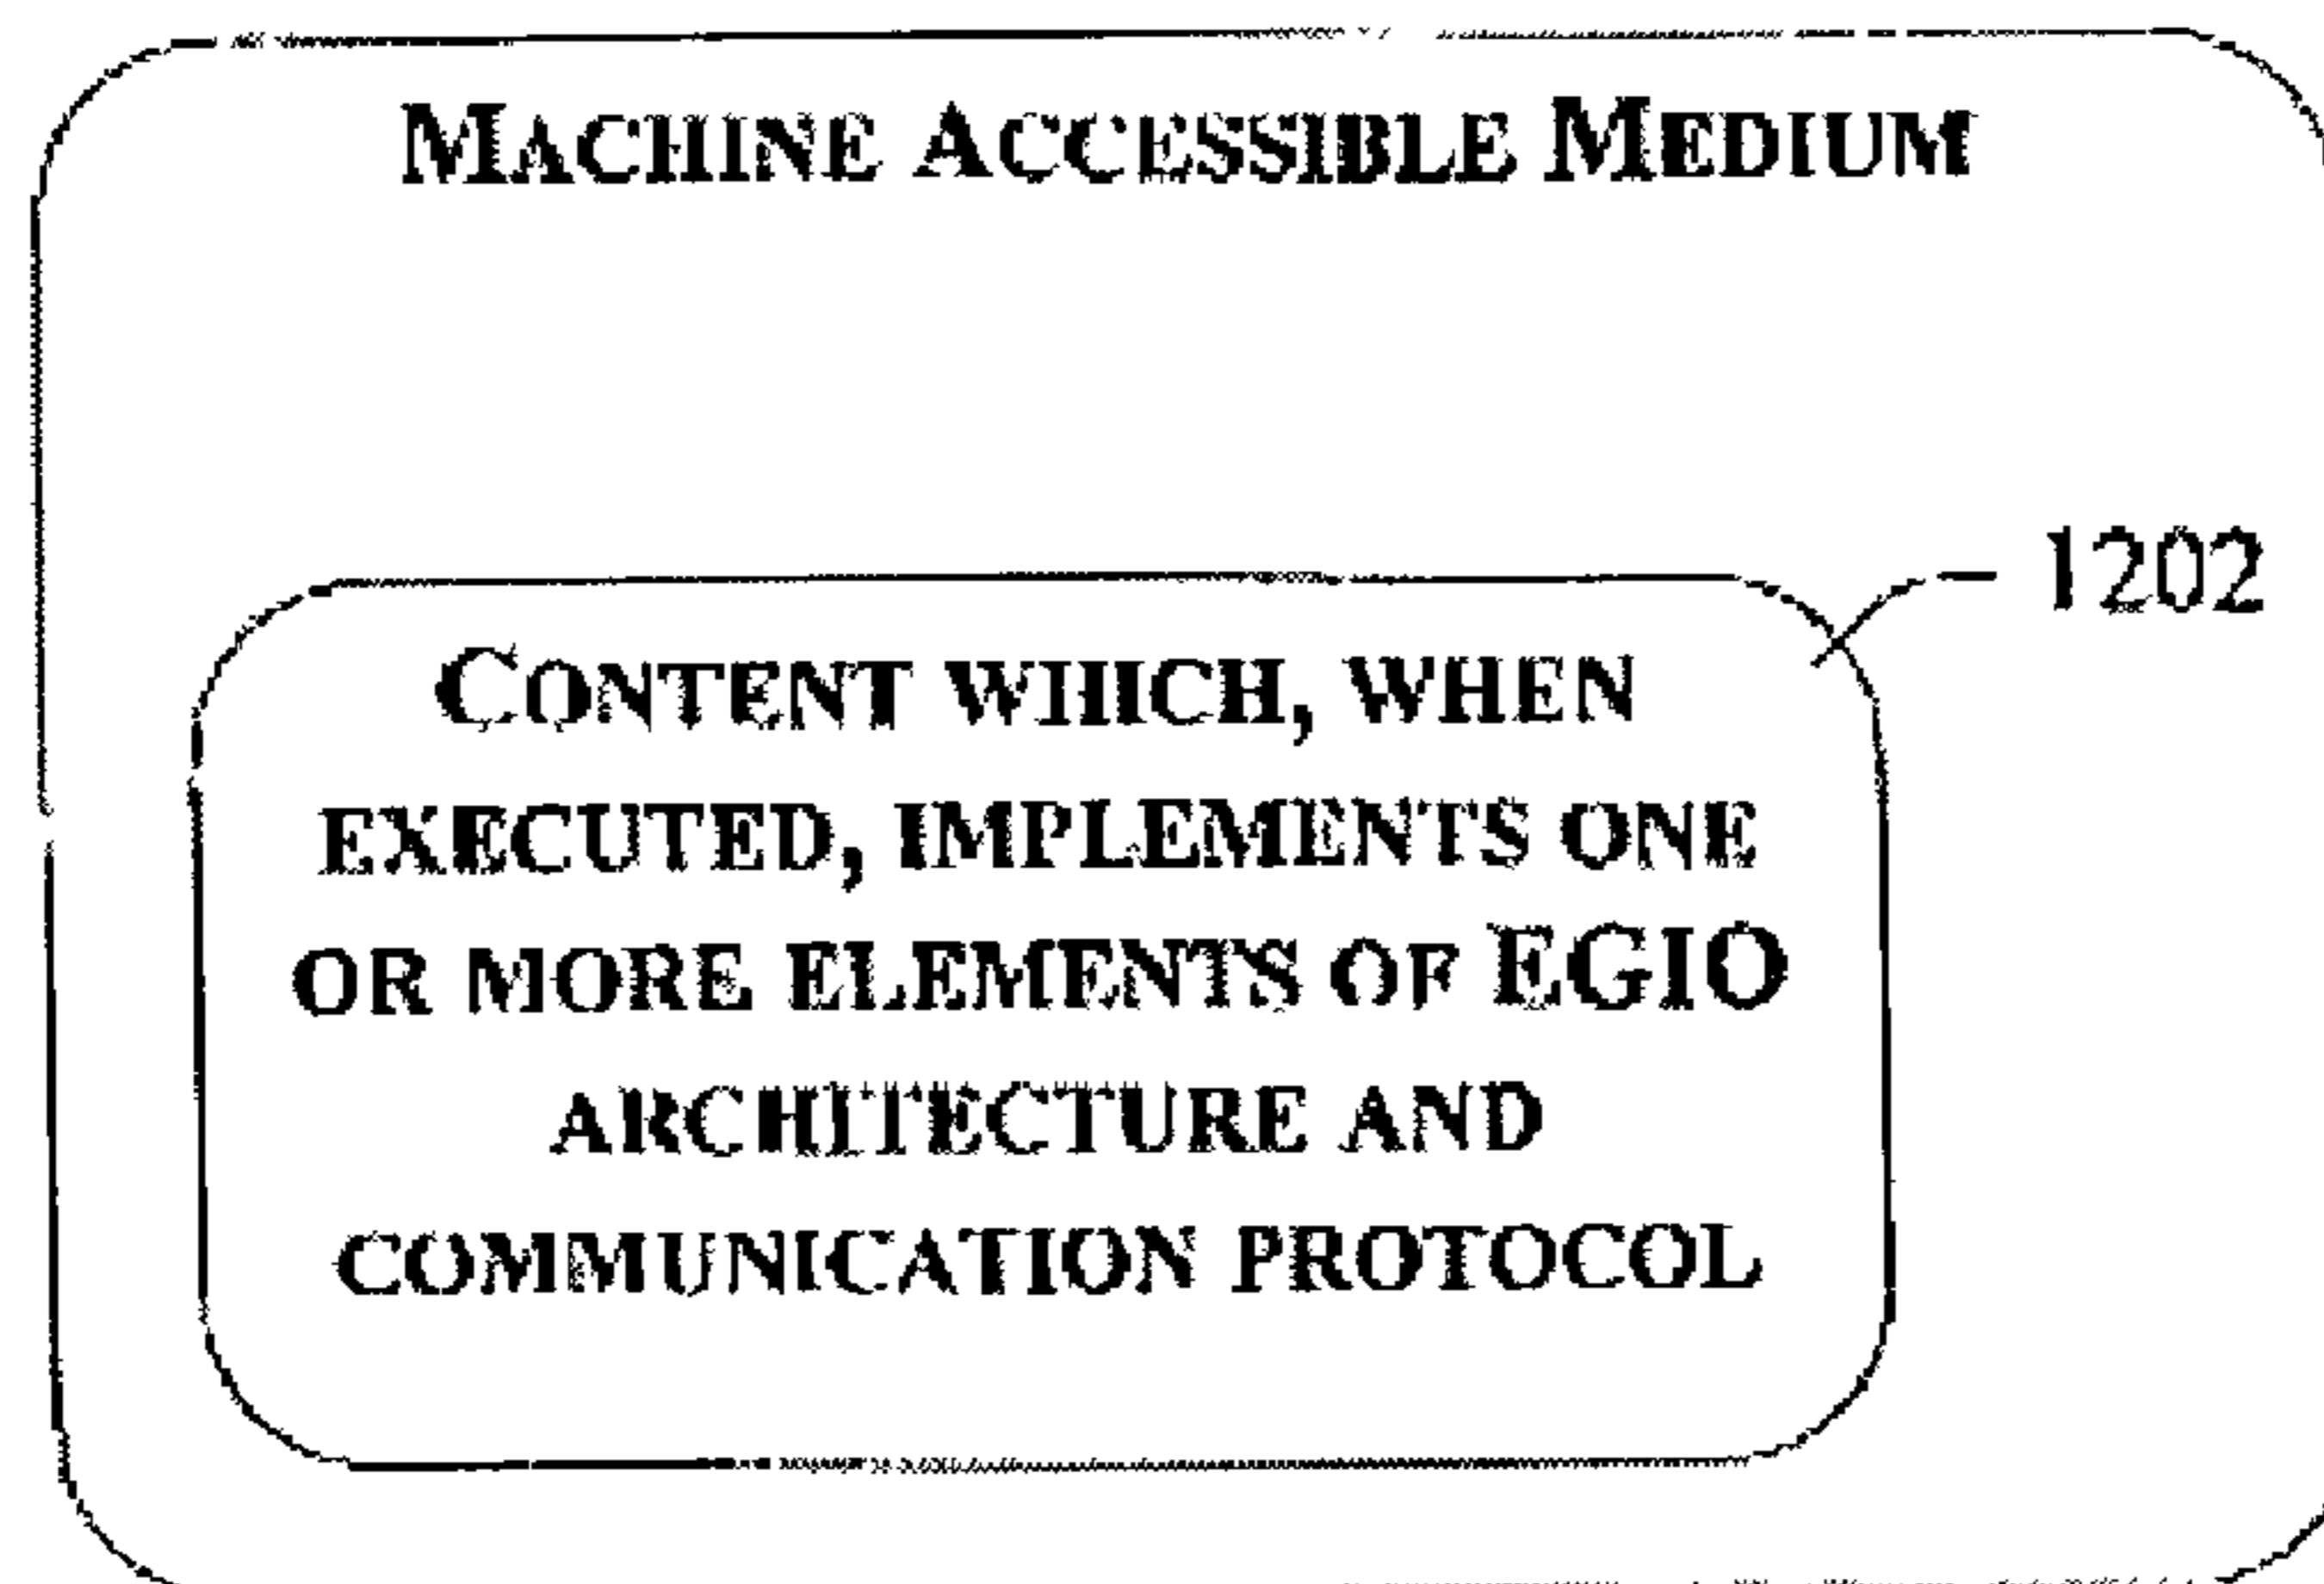 MACHINE ACCESSIBLE MEDIUM
1202
CONTENT WHICH, WHEN
EXECUTED, IMPLEMENTS ONE
OR MORE ELEMENTS OF EGIO
ARCHITECTURE AND
COMMUNICATION PROTOCOL